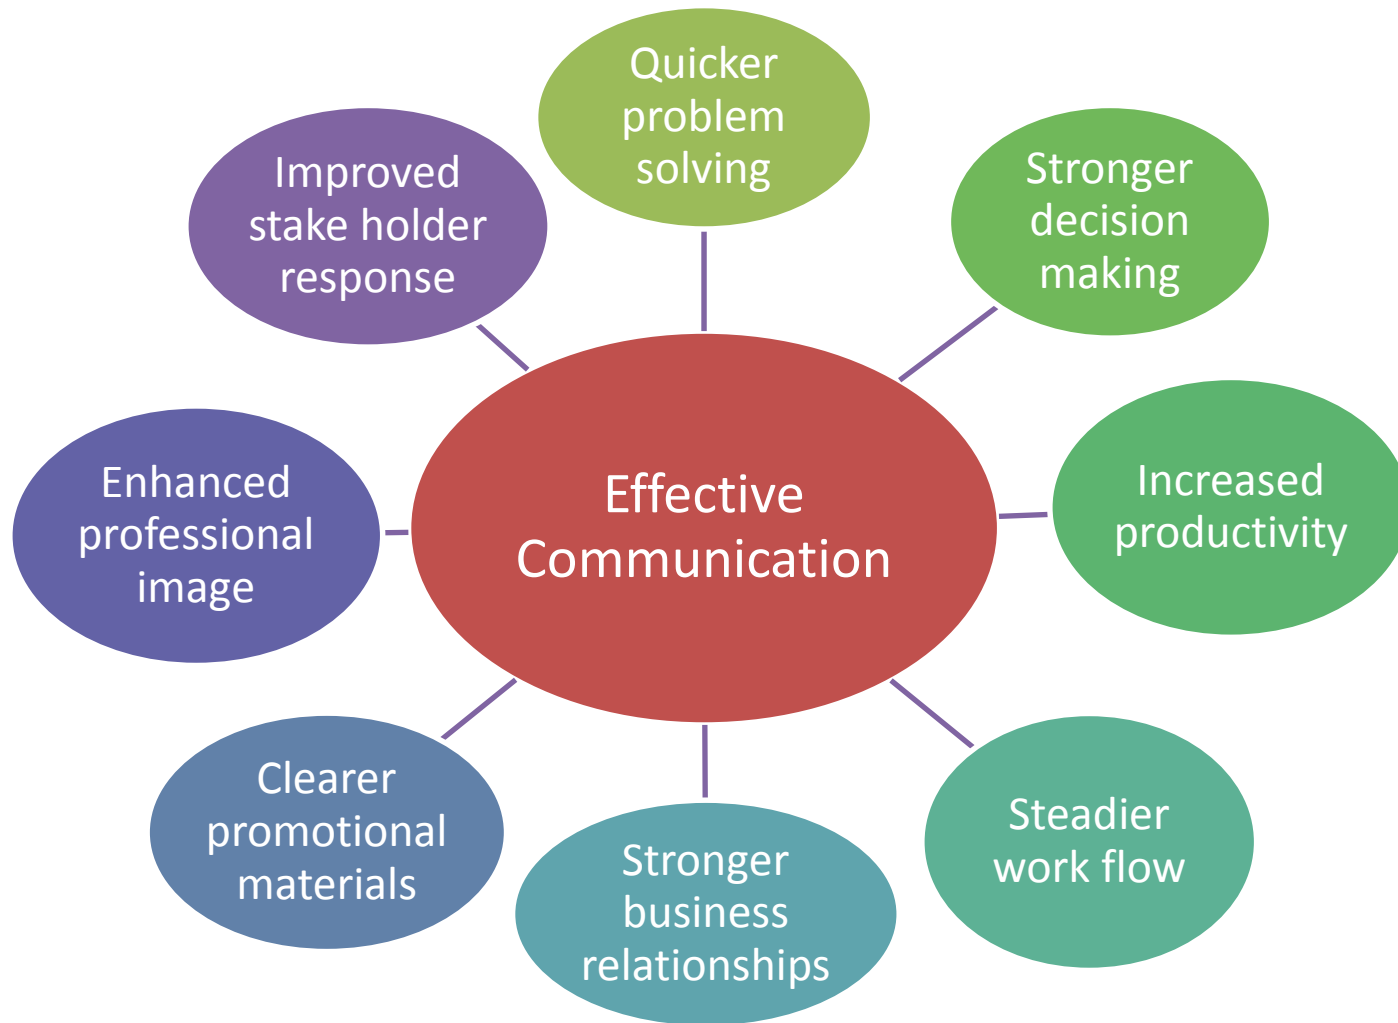 Quicker
problem
solving
Stronger
decision
making
Increased
productivity
Steadier
work flow
Stronger
business
relationships
Clearer
promotional
materials
Enhanced
professional
image
Improved
stake holder
response
Effective
Communication